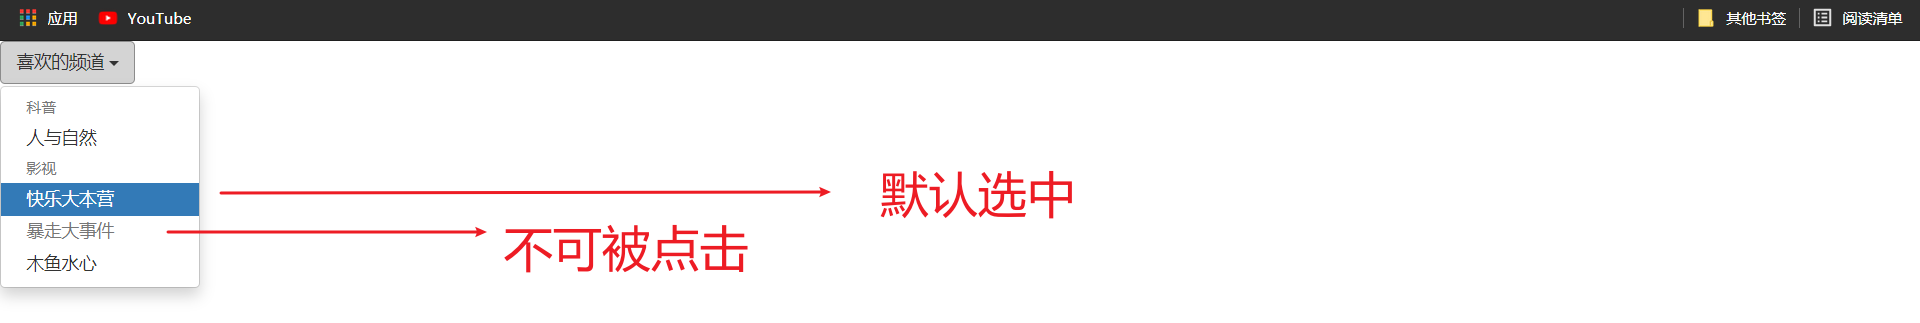 应用 YouTube 其他书签 阅读清单
喜欢的频道
科普
人与自然
影视
快乐大本营
默认选中
暴走大事件
不可被点击
木鱼水心